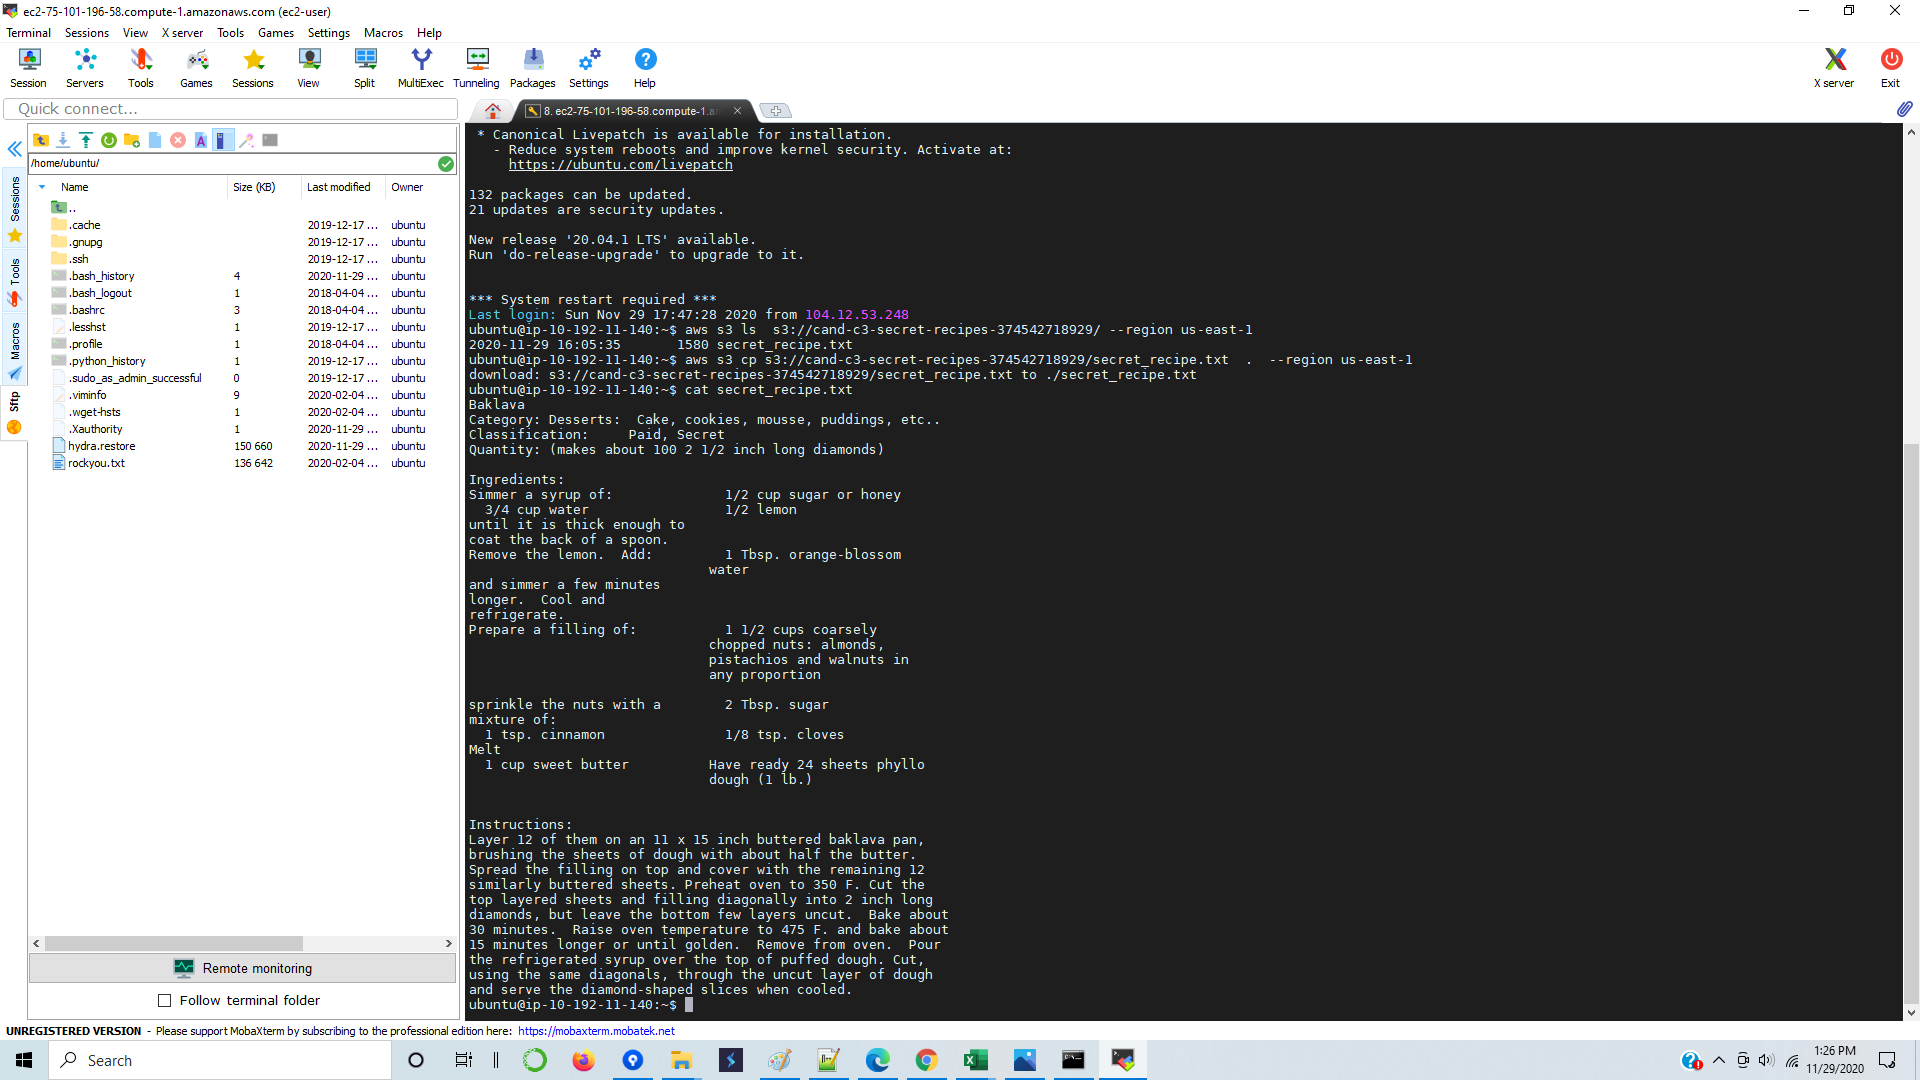 ec2-75-101-196-58.compute-1.amazonaws.com (ec2-user)
Terminal Sessions View X server Tools Games Settings Macros Help
Session Servers Tools Games Sessions View Split MultiExec Tunneling Packages Settings Help X server Exit
Quick connect...
8. ec2-75-101-196-58.compute-1.a
/home/ubuntu/
Name Size (KB) Last modified Owner
..
.cache 2019-12-17 ... ubuntu
.gnupg 2019-12-17 ... ubuntu
.ssh 2019-12-17 ... ubuntu
.bash_history 4 2020-11-29 ... ubuntu
.bash_logout 1 2018-04-04 ... ubuntu
.bashrc 3 2018-04-04 ... ubuntu
.lesshst 1 2019-12-17 ... ubuntu
.profile 1 2018-04-04 ... ubuntu
.python_history 1 2019-12-17 ... ubuntu
.sudo_as_admin_successful 0 2019-12-17 ... ubuntu
.viminfo 9 2020-02-04 ... ubuntu
.wget-hsts 1 2020-02-04 ... ubuntu
.Xauthority 1 2020-11-29 ... ubuntu
hydra.restore 150 660 2020-11-29 ... ubuntu
rockyou.txt 136 642 2020-02-04 ... ubuntu
Sessions
Tools
Macros
Sftp
Remote monitoring
Follow terminal folder
* Canonical Livepatch is available for installation.
- Reduce system reboots and improve kernel security. Activate at:
https://ubuntu.com/livepatch
132 packages can be updated.
21 updates are security updates.
New release '20.04.1 LTS' available.
Run 'do-release-upgrade' to upgrade to it.
*** System restart required ***
Last login: Sun Nov 29 17:47:28 2020 from 104.12.53.248
ubuntu@ip-10-192-11-140:~$ aws s3 ls  s3://cand-c3-secret-recipes-374542718929/ --region us-east-1
2020-11-29 16:05:35       1580 secret_recipe.txt
ubuntu@ip-10-192-11-140:~$ aws s3 cp s3://cand-c3-secret-recipes-374542718929/secret_recipe.txt  .  --region us-east-1
download: s3://cand-c3-secret-recipes-374542718929/secret_recipe.txt to ./secret_recipe.txt
ubuntu@ip-10-192-11-140:~$ cat secret_recipe.txt
Baklava
Category: Desserts:  Cake, cookies, mousse, puddings, etc..
Classification:     Paid, Secret
Quantity: (makes about 100 2 1/2 inch long diamonds)
Ingredients:
Simmer a syrup of:              1/2 cup sugar or honey
3/4 cup water                 1/2 lemon
until it is thick enough to
coat the back of a spoon.
Remove the lemon.  Add:         1 Tbsp. orange-blossom
water
and simmer a few minutes
longer.  Cool and
refrigerate.
Prepare a filling of:           1 1/2 cups coarsely
chopped nuts: almonds,
pistachios and walnuts in
any proportion
sprinkle the nuts with a        2 Tbsp. sugar
mixture of:
1 tsp. cinnamon               1/8 tsp. cloves
Melt
1 cup sweet butter          Have ready 24 sheets phyllo
dough (1 lb.)
Instructions:
Layer 12 of them on an 11 x 15 inch buttered baklava pan,
brushing the sheets of dough with about half the butter.
Spread the filling on top and cover with the remaining 12
similarly buttered sheets. Preheat oven to 350 F. Cut the
top layered sheets and filling diagonally into 2 inch long
diamonds, but leave the bottom few layers uncut.  Bake about
30 minutes.  Raise oven temperature to 475 F. and bake about
15 minutes longer or until golden.  Remove from oven.  Pour
the refrigerated syrup over the top of puffed dough. Cut,
using the same diagonals, through the uncut layer of dough
and serve the diamond-shaped slices when cooled.
ubuntu@ip-10-192-11-140:~$
UNREGISTERED VERSION - Please support MobaXterm by subscribing to the professional edition here: https://mobaxterm.mobatek.net
Search
1:26 PM
11/29/2020